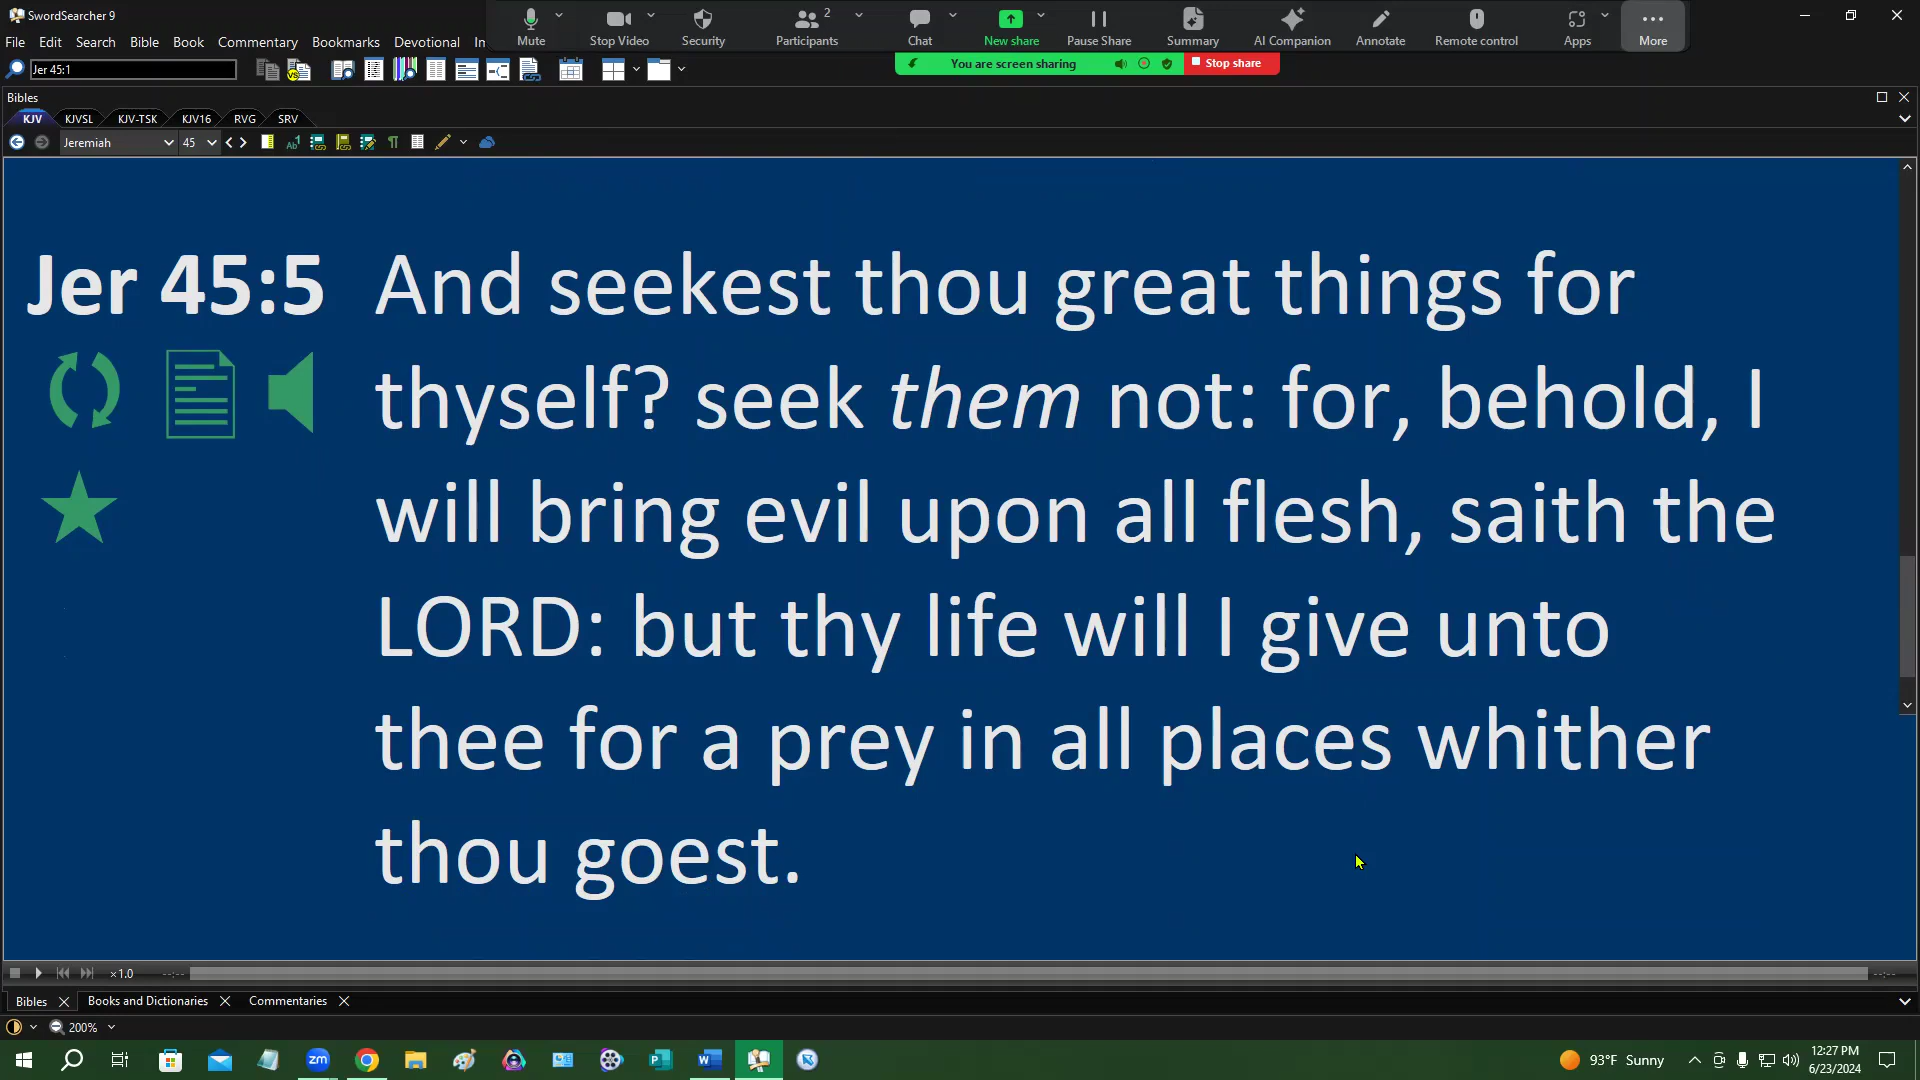 SwordSearcher 9
Mute
Stop Video
Security
2
Participants
Chat
New share
Pause Share
Summary
AI Companion
Annotate
Remote control
Apps
More
File Edit Search Bible Book Commentary Bookmarks Devotional
You are screen sharing
Stop share
Jer 45:1
Bibles
KJV KJVSL KJV-TSK KJV16 RVG SRV
Jeremiah 45
Jer 45:5 And seekest thou great things for
thyself? seek them not: for, behold, I
will bring evil upon all flesh, saith the
LORD: but thy life will I give unto
thee for a prey in all places whither
thou goest.
×1.0 --:-- --:--
Bibles Books and Dictionaries Commentaries
200%
zm
93°F Sunny
12:27 PM
6/23/2024